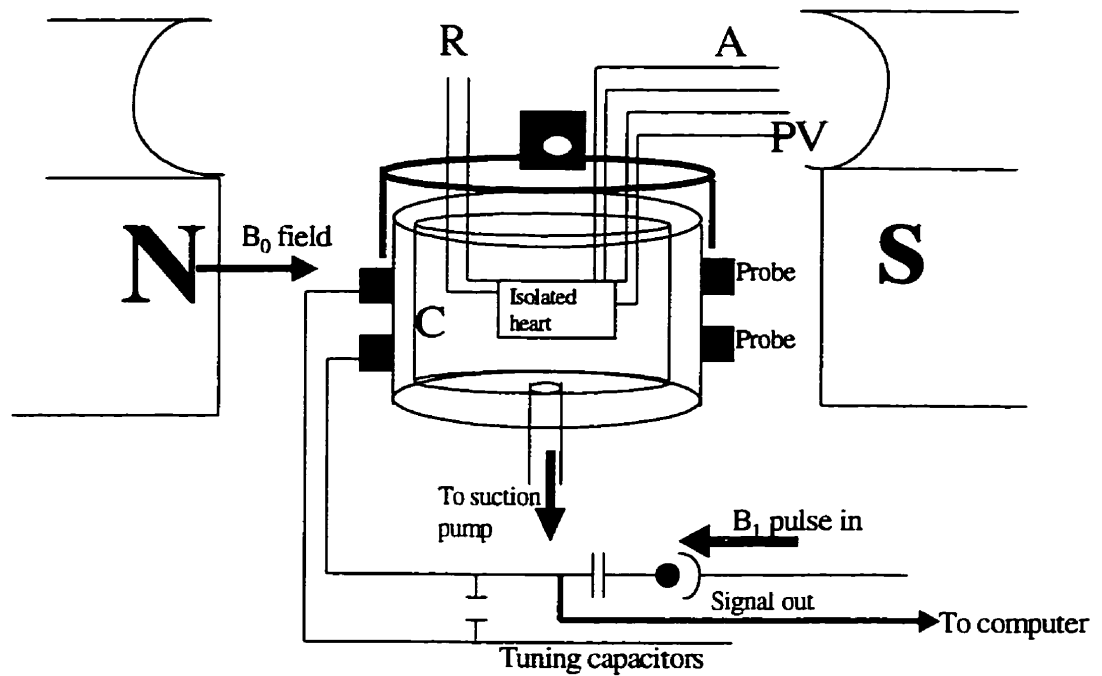 R
A
PV
N
B₀ field
S
Probe
Isolated
heart
C
Probe
To suction
pump
B₁ pulse in
Signal out
To computer
Tuning capacitors